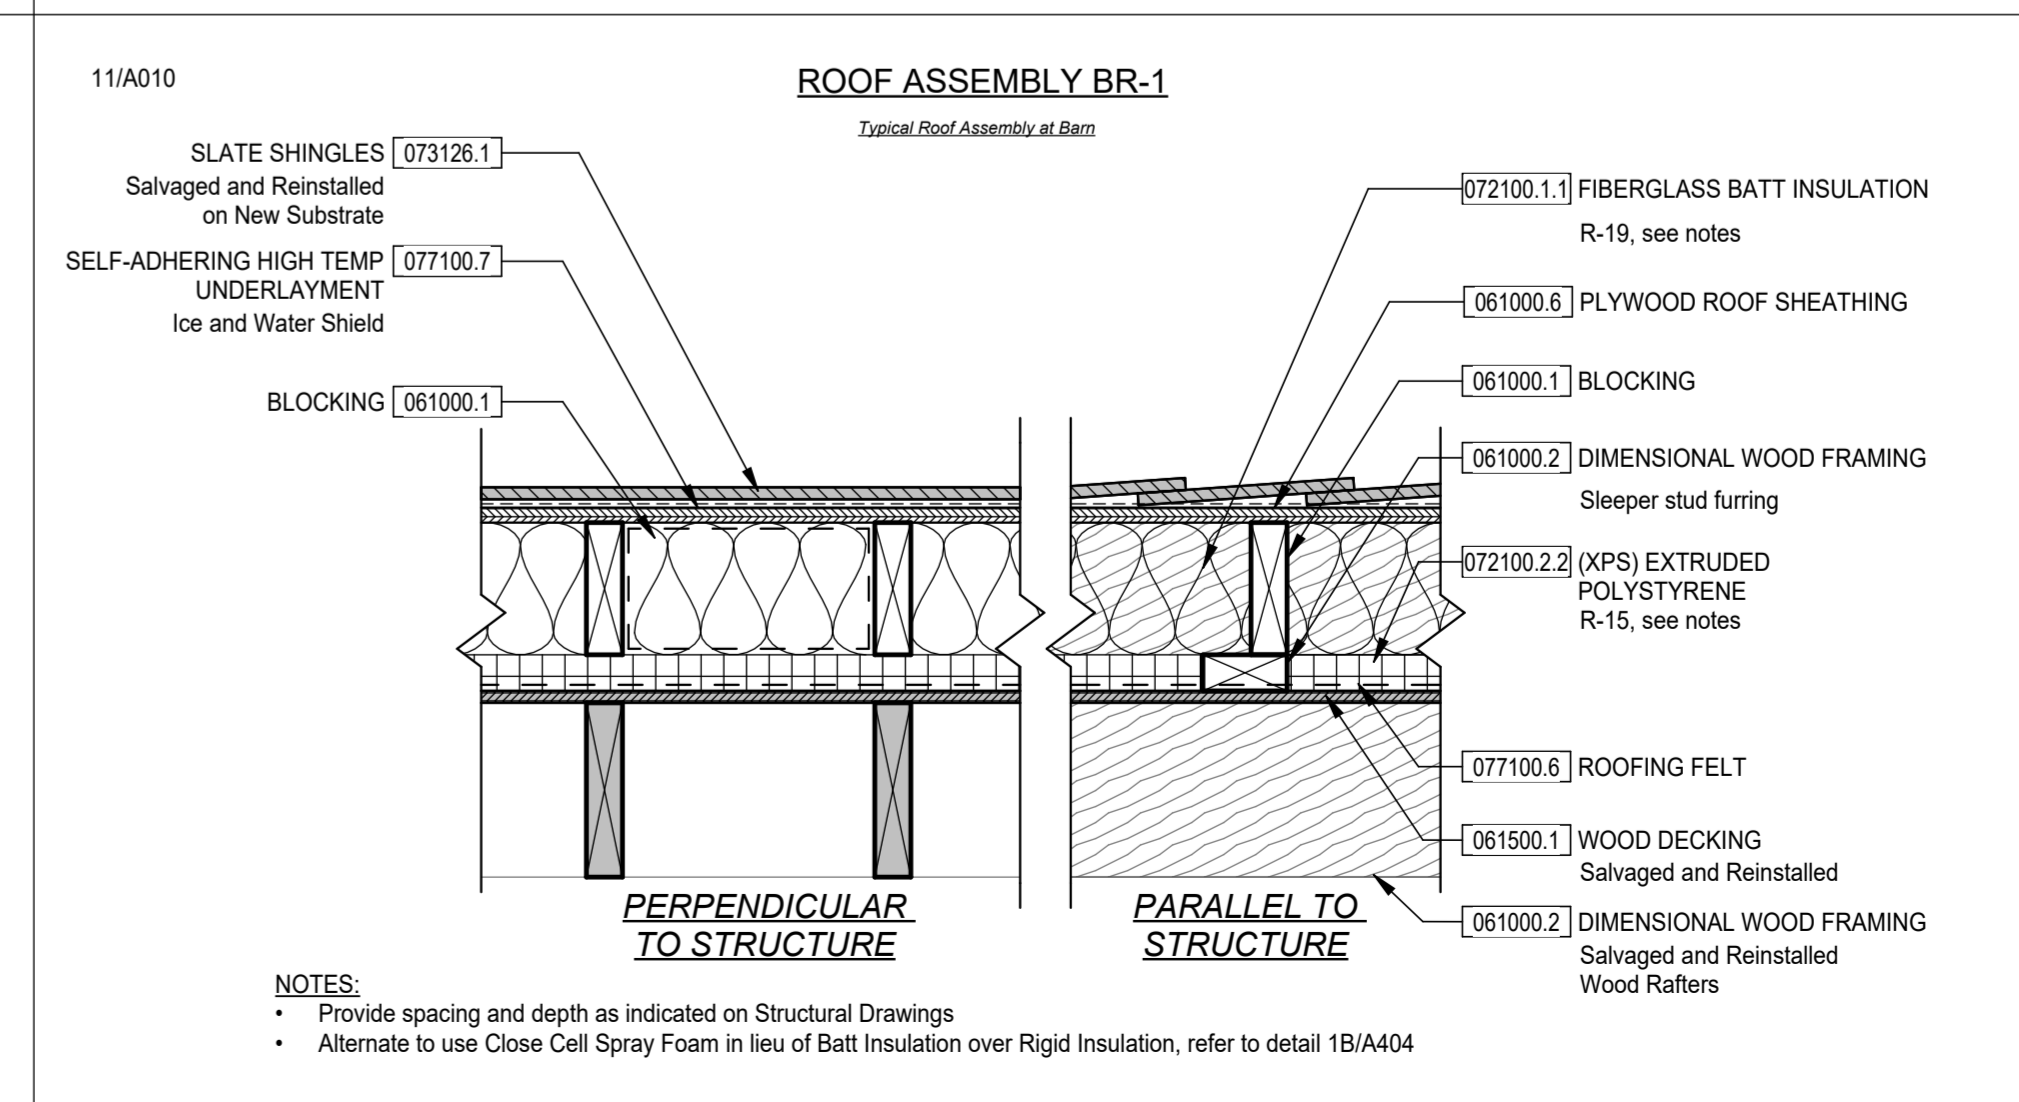 11/A010
ROOF ASSEMBLY BR-1
Typical Roof Assembly at Barn
SLATE SHINGLES 073126.1
Salvaged and Reinstalled
on New Substrate
SELF-ADHERING HIGH TEMP 077100.7
UNDERLAYMENT
Ice and Water Shield
BLOCKING 061000.1
072100.1.1 FIBERGLASS BATT INSULATION
R-19, see notes
061000.6 PLYWOOD ROOF SHEATHING
061000.1 BLOCKING
061000.2 DIMENSIONAL WOOD FRAMING
Sleeper stud furring
072100.2.2 (XPS) EXTRUDED
POLYSTYRENE
R-15, see notes
077100.6 ROOFING FELT
061500.1 WOOD DECKING
Salvaged and Reinstalled
061000.2 DIMENSIONAL WOOD FRAMING
Salvaged and Reinstalled
Wood Rafters
PERPENDICULAR
TO STRUCTURE
PARALLEL TO
STRUCTURE
NOTES:
• Provide spacing and depth as indicated on Structural Drawings
• Alternate to use Close Cell Spray Foam in lieu of Batt Insulation over Rigid Insulation, refer to detail 1B/A404